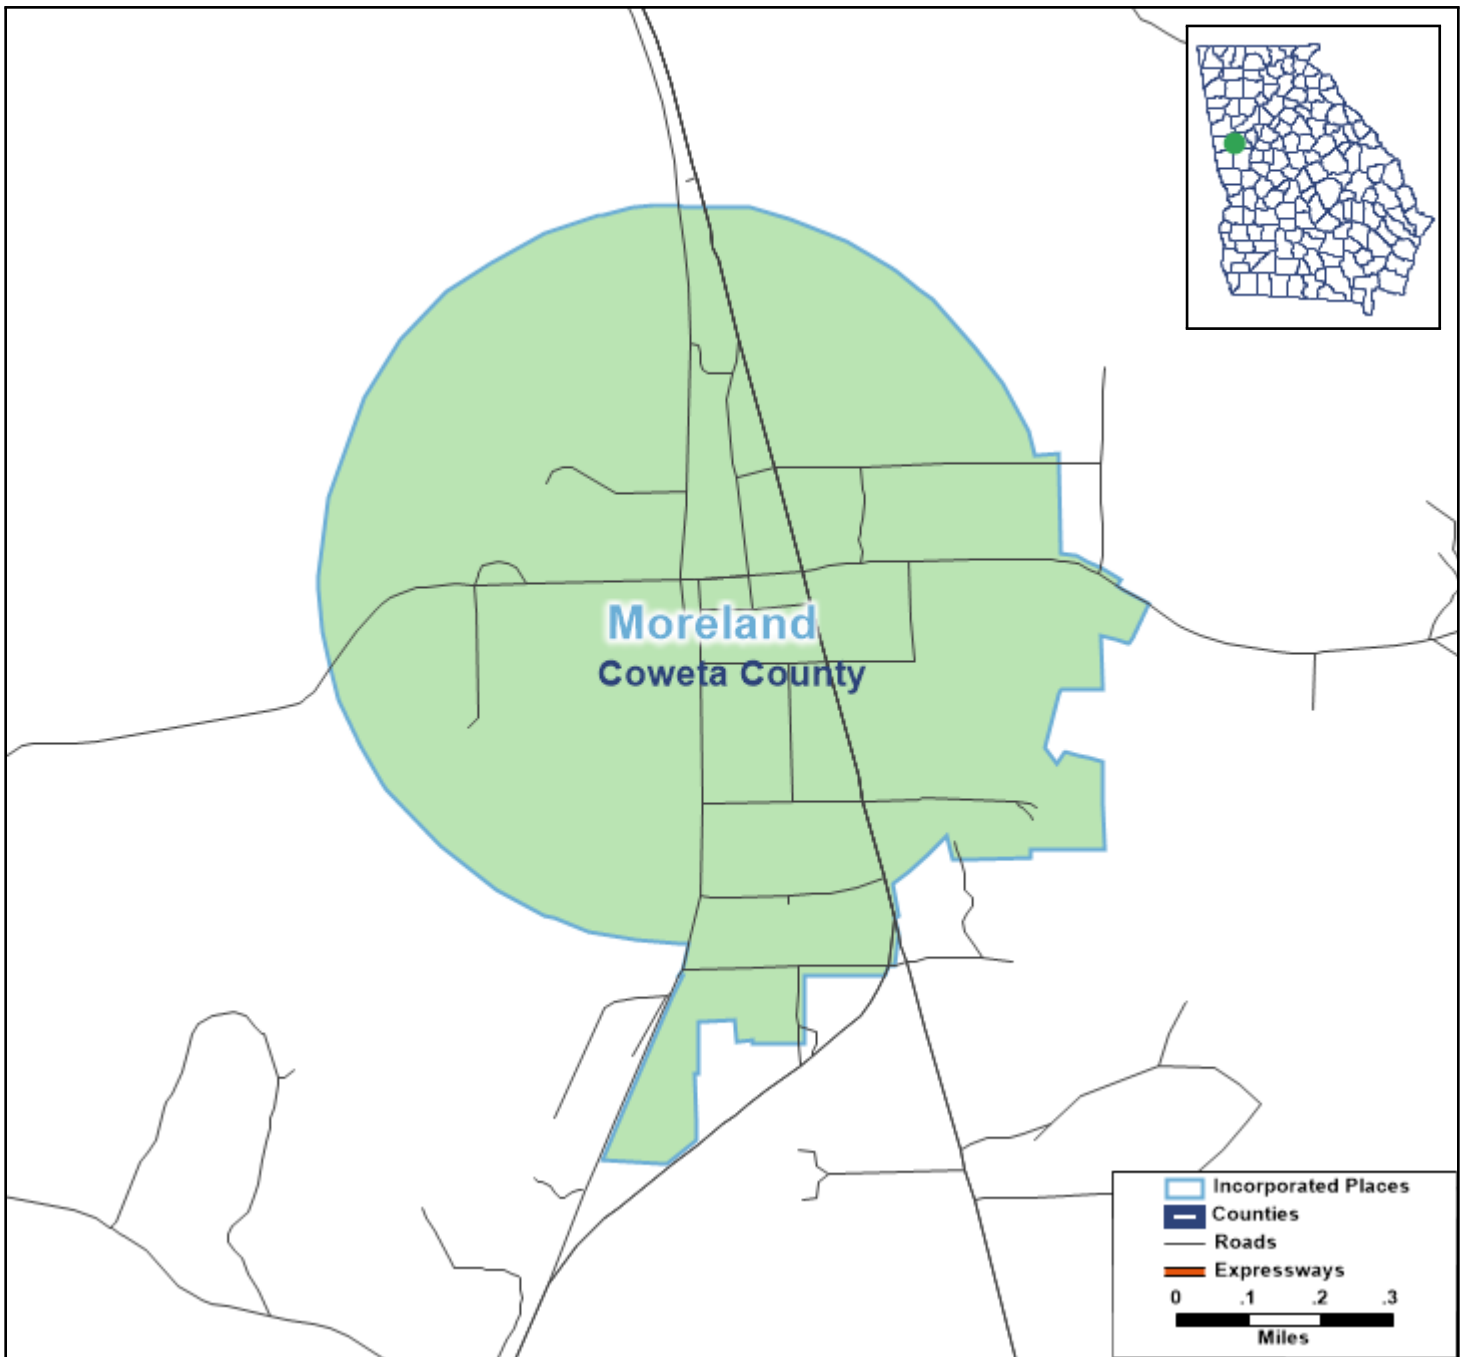 Moreland
Coweta County
Incorporated Places
Counties
Roads
Expressways
0 .1 .2 .3
Miles